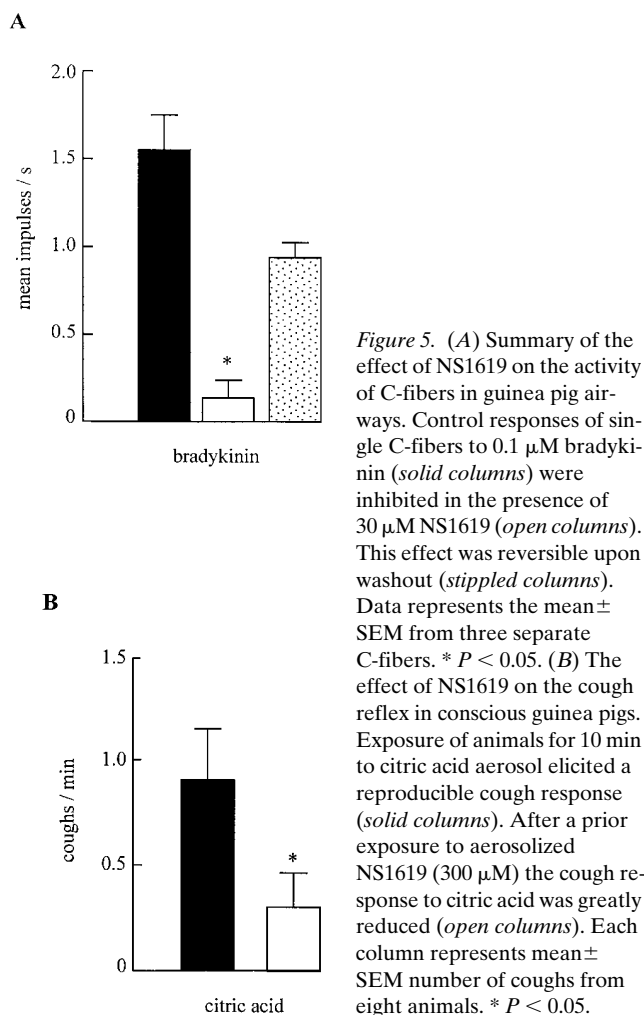 A
2.0
1.5
1.0
0.5
0
mean impulses / s
*
bradykinin
B
1.5
1.0
0.5
0
coughs / min
*
citric acid
Figure 5. (A) Summary of the
effect of NS1619 on the activity
of C-fibers in guinea pig air-
ways. Control responses of sin-
gle C-fibers to 0.1 μM bradyki-
nin (solid columns) were
inhibited in the presence of
30 μM NS1619 (open columns).
This effect was reversible upon
washout (stippled columns).
Data represents the mean±
SEM from three separate
C-fibers. * P < 0.05. (B) The
effect of NS1619 on the cough
reflex in conscious guinea pigs.
Exposure of animals for 10 min
to citric acid aerosol elicited a
reproducible cough response
(solid columns). After a prior
exposure to aerosolized
NS1619 (300 μM) the cough re-
sponse to citric acid was greatly
reduced (open columns). Each
column represents mean±
SEM number of coughs from
eight animals. * P < 0.05.